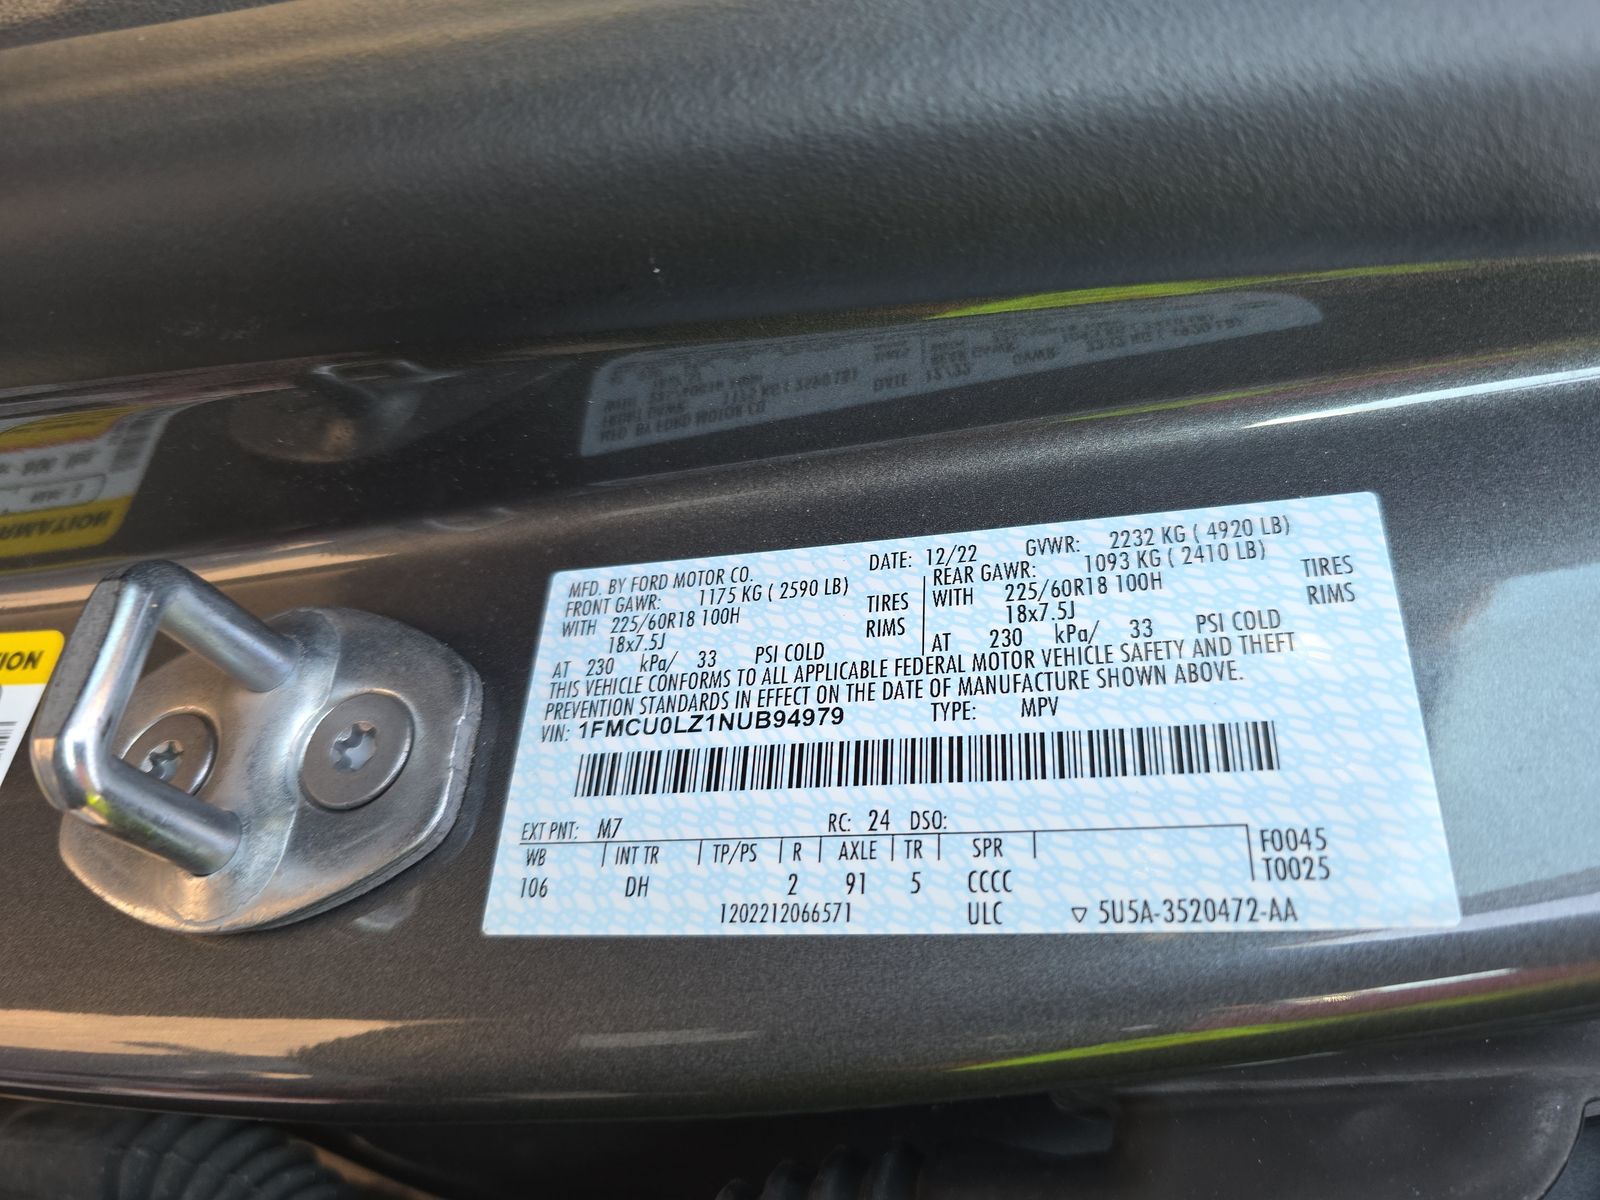 MFD. BY FORD MOTOR CO. DATE: 12/22 GVWR: 2232 KG ( 4920 LB)
FRONT GAWR: 1175 KG ( 2590 LB) REAR GAWR: 1093 KG ( 2410 LB)
WITH 225/60R18 100H TIRES WITH 225/60R18 100H TIRES
18x7.5J RIMS 18x7.5J RIMS
AT 230 kPa/ 33 PSI COLD AT 230 kPa/ 33 PSI COLD
THIS VEHICLE CONFORMS TO ALL APPLICABLE FEDERAL MOTOR VEHICLE SAFETY AND THEFT
PREVENTION STANDARDS IN EFFECT ON THE DATE OF MANUFACTURE SHOWN ABOVE.
VIN: 1FMCU0LZ1NUB94979 TYPE: MPV
EXT PNT: M7 RC: 24 DSO:
WB INT TR TP/PS R AXLE TR SPR F0045
106 DH 2 91 5 CCCC T0025
1202212066571 ULC ▽ 5U5A-3520472-AA